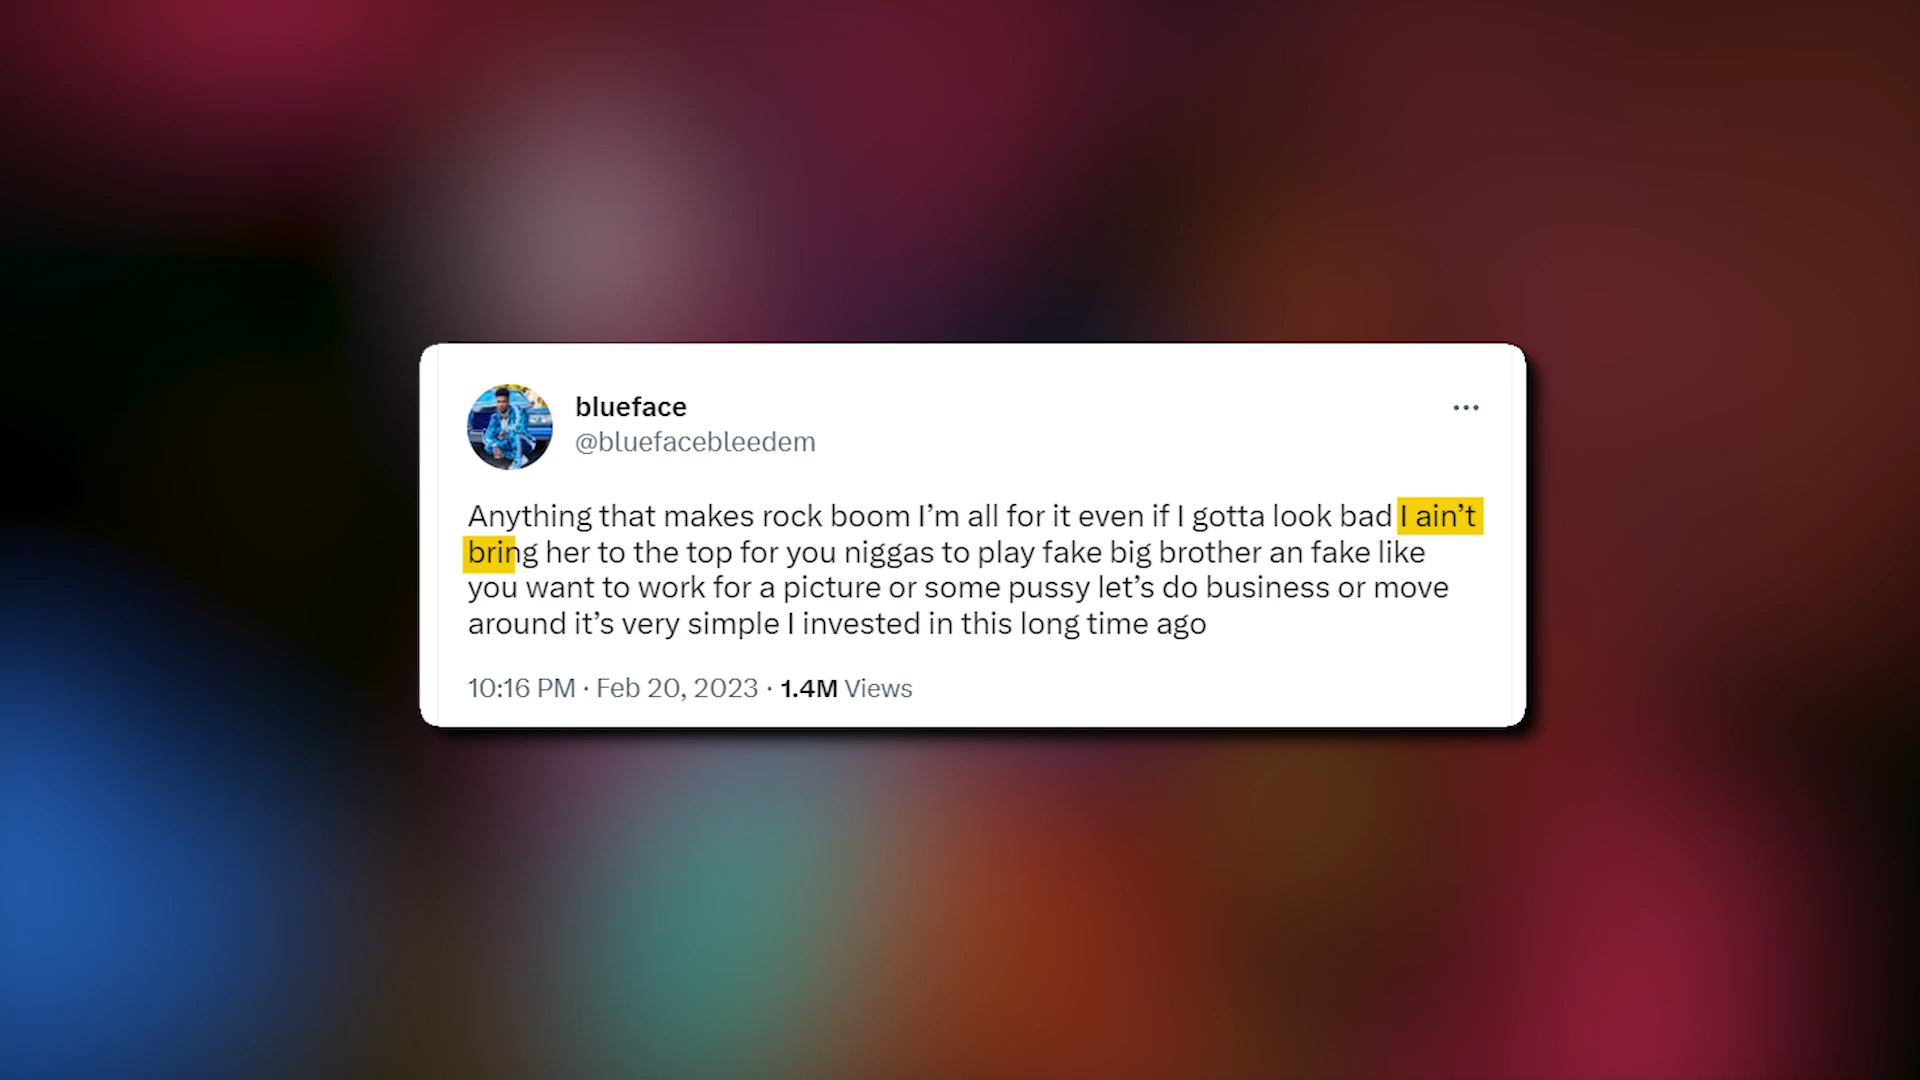 blueface
@bluefacebleedem
Anything that makes rock boom I’m all for it even if I gotta look bad I ain’t
bring her to the top for you niggas to play fake big brother an fake like
you want to work for a picture or some pussy let’s do business or move
around it’s very simple I invested in this long time ago
10:16 PM · Feb 20, 2023 · 1.4M Views